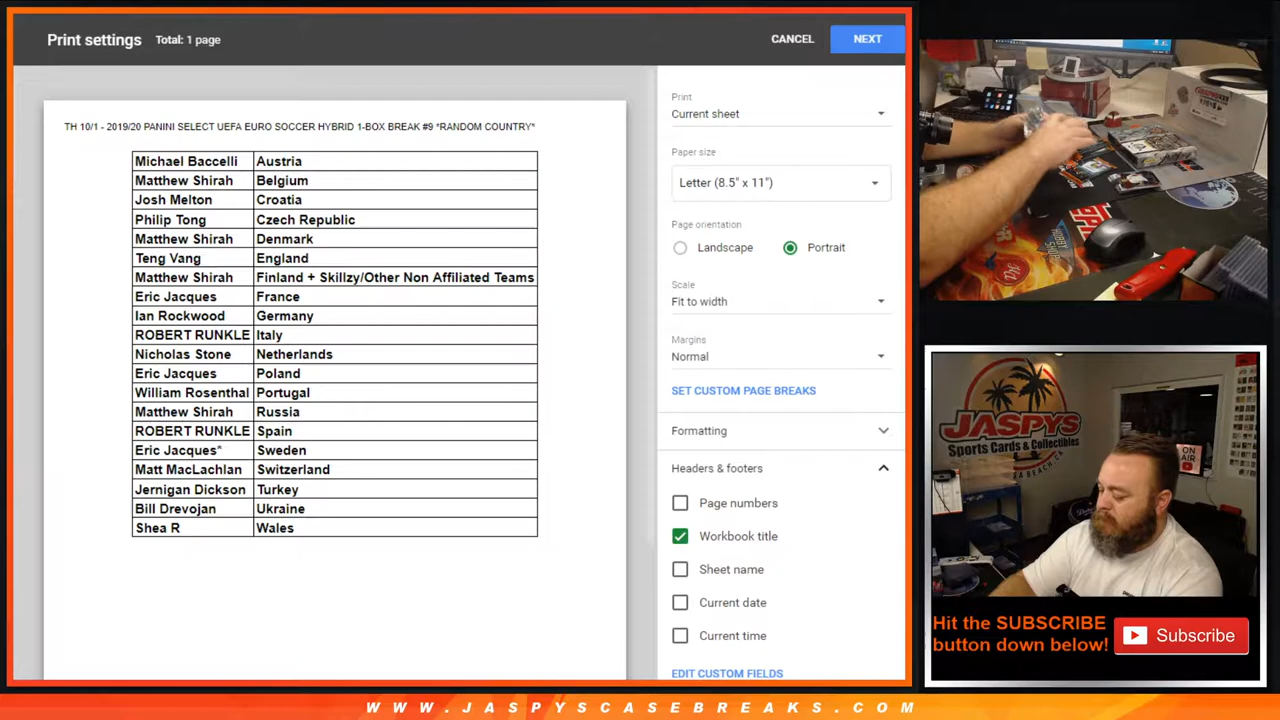 Print settings Total: 1 page CANCEL NEXT
TH 10/1 - 2019/20 PANINI SELECT UEFA EURO SOCCER HYBRID 1-BOX BREAK #9 *RANDOM COUNTRY*
Michael Baccelli Austria
Matthew Shirah Belgium
Josh Melton Croatia
Philip Tong Czech Republic
Matthew Shirah Denmark
Teng Vang England
Matthew Shirah Finland + Skillzy/Other Non Affiliated Teams
Eric Jacques France
Ian Rockwood Germany
ROBERT RUNKLE Italy
Nicholas Stone Netherlands
Eric Jacques Poland
William Rosenthal Portugal
Matthew Shirah Russia
ROBERT RUNKLE Spain
Eric Jacques* Sweden
Matt MacLachlan Switzerland
Jernigan Dickson Turkey
Bill Drevojan Ukraine
Shea R Wales
Print
Current sheet
Paper size
Letter (8.5" x 11")
Page orientation
Landscape Portrait
Scale
Fit to width
Margins
Normal
SET CUSTOM PAGE BREAKS
Formatting
Headers & footers
Page numbers
Workbook title
Sheet name
Current date
Current time
EDIT CUSTOM FIELDS
JASPYS
Sports Cards & Collectibles
ON
AIR
Hit the SUBSCRIBE
button down below!
Subscribe
WWW.JASPYSCASEBREAKS.COM